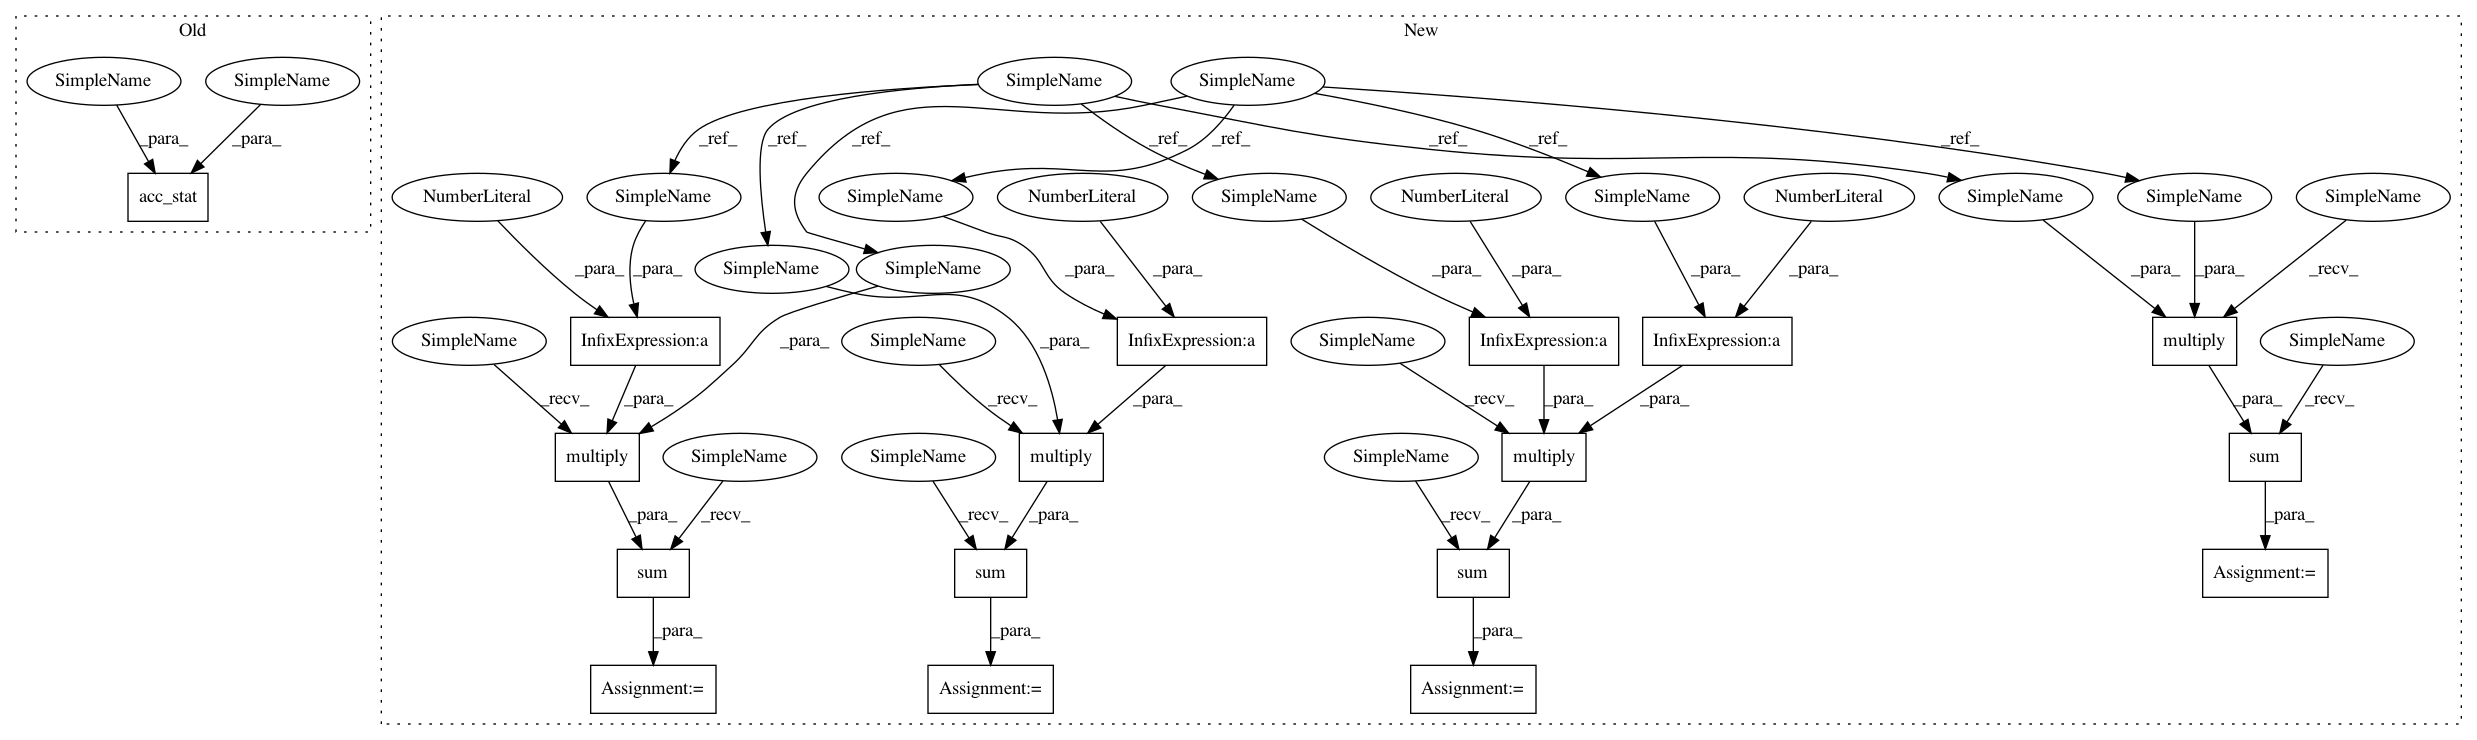 Old
New
SimpleName SimpleName SimpleName SimpleName
_para_ _para_ _ref_ _ref_ _ref_ _ref_ _ref_ _ref_ _ref_ _ref_
acc_stat NumberLiteral SimpleName SimpleName NumberLiteral SimpleName NumberLiteral SimpleName NumberLiteral SimpleName SimpleName SimpleName
_para_ _para_ SimpleName SimpleName _para_ _para_ _para_ _para_ _para_ _para_ _para_ _para_ _recv_
SimpleName InfixExpression:a _para_ SimpleName _para_ InfixExpression:a SimpleName InfixExpression:a InfixExpression:a multiply SimpleName
_recv_ _para_ _recv_ _para_ _recv_ _para_ _para_ _para_ _recv_
multiply SimpleName SimpleName multiply SimpleName multiply sum
_para_ _recv_ _recv_ _para_ _recv_ _para_ _para_
sum sum sum Assignment:=
_para_ _para_ _para_
Assignment:= Assignment:= Assignment:=